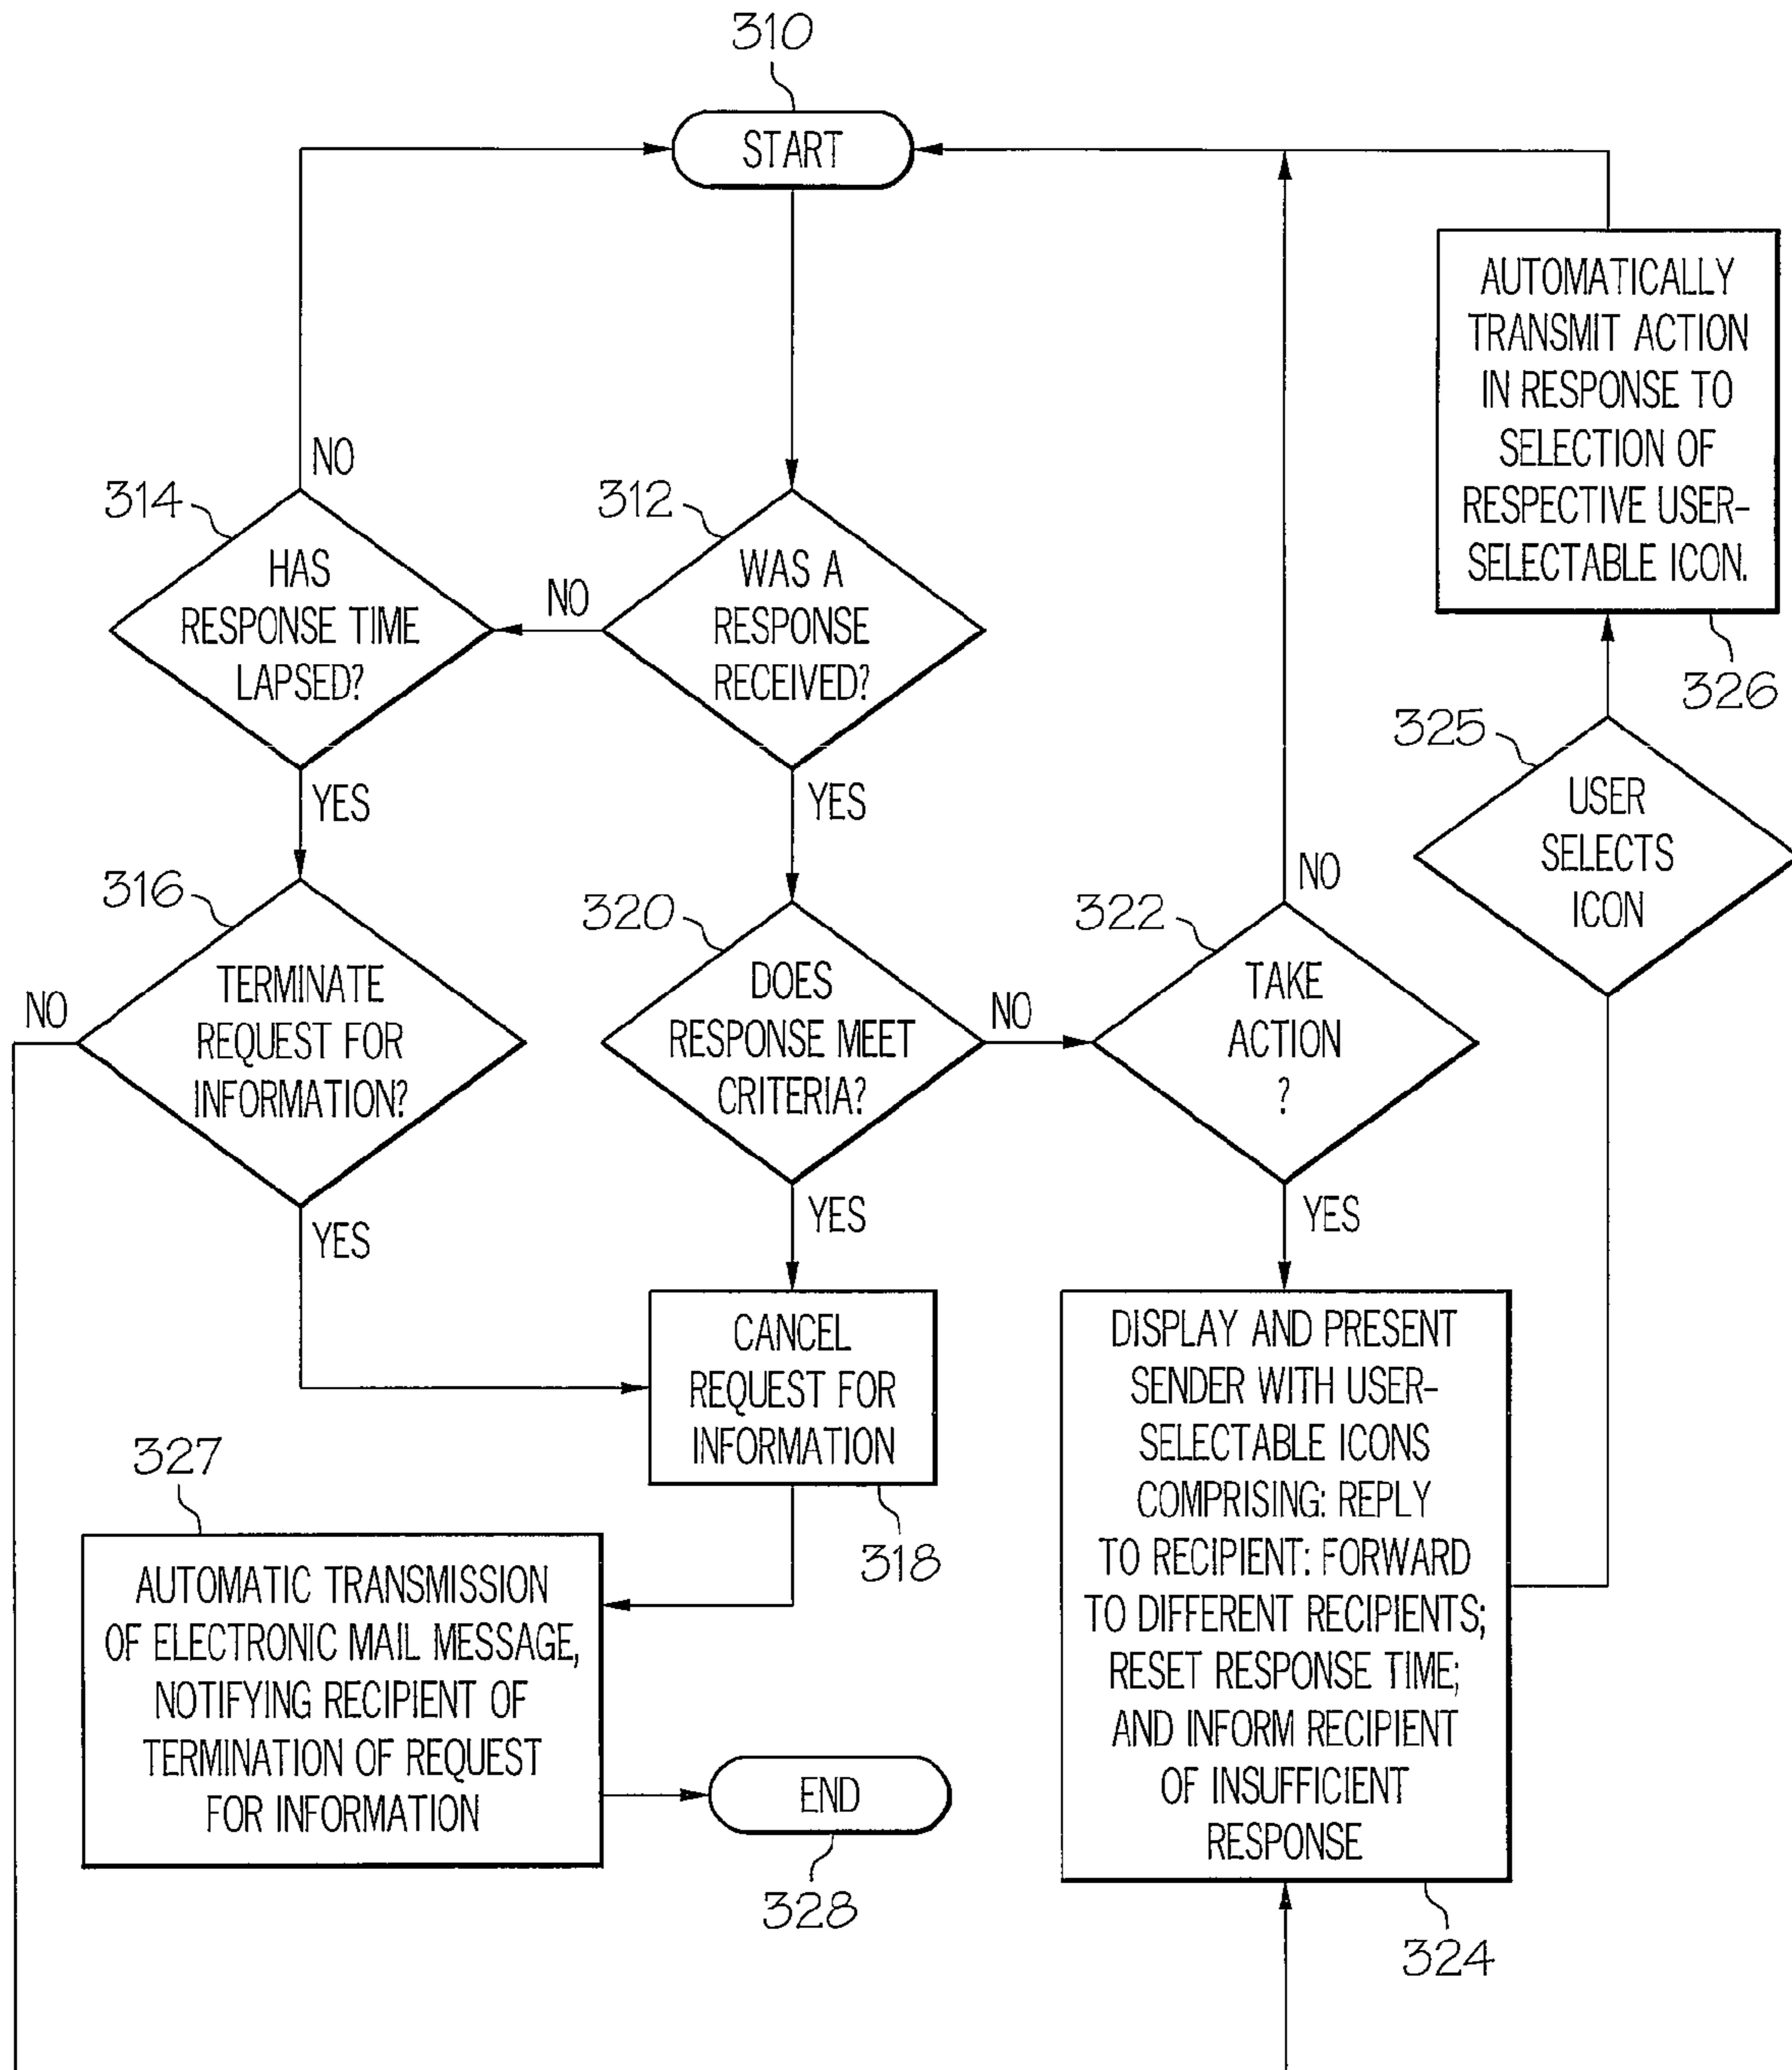 310
START
AUTOMATICALLY
TRANSMIT ACTION
IN RESPONSE TO
SELECTION OF
RESPECTIVE USER-
SELECTABLE ICON.
326
NO
314
HAS
RESPONSE TIME
LAPSED?
YES
NO
312
WAS A
RESPONSE
RECEIVED?
YES
325
USER
SELECTS
ICON
316
TERMINATE
REQUEST FOR
INFORMATION?
NO
YES
320
DOES
RESPONSE MEET
CRITERIA?
NO
YES
322
NO
TAKE
ACTION
?
YES
CANCEL
REQUEST FOR
INFORMATION
318
DISPLAY AND PRESENT
SENDER WITH USER-
SELECTABLE ICONS
COMPRISING: REPLY
TO RECIPIENT: FORWARD
TO DIFFERENT RECIPIENTS;
RESET RESPONSE TIME;
AND INFORM RECIPIENT
OF INSUFFICIENT
RESPONSE
324
327
AUTOMATIC TRANSMISSION
OF ELECTRONIC MAIL MESSAGE,
NOTIFYING RECIPIENT OF
TERMINATION OF REQUEST
FOR INFORMATION
END
328